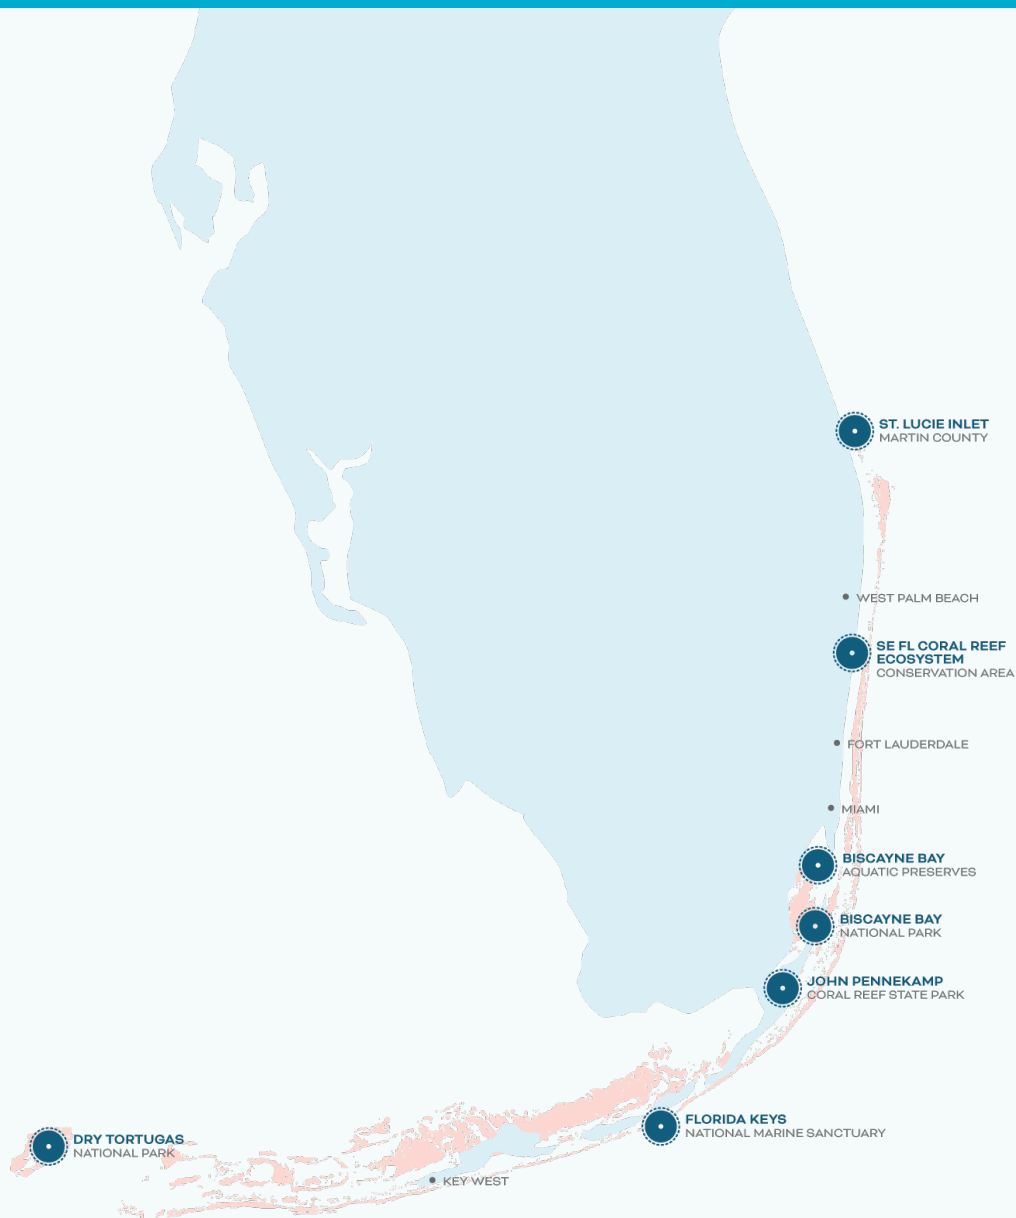 ST. LUCIE INLET
MARTIN COUNTY
WEST PALM BEACH
SE FL CORAL REEF
ECOSYSTEM
CONSERVATION AREA
FORT LAUDERDALE
MIAMI
BISCAYNE BAY
AQUATIC PRESERVES
BISCAYNE BAY
NATIONAL PARK
JOHN PENNEKAMP
CORAL REEF STATE PARK
FLORIDA KEYS
NATIONAL MARINE SANCTUARY
DRY TORTUGAS
NATIONAL PARK
KEY WEST